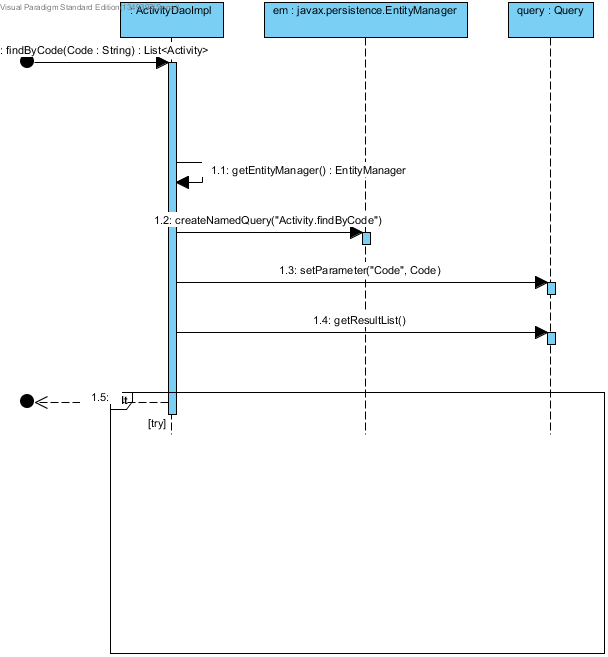 Visual Paradigm Standard Edition
: ActivityDaoImpl
em : javax.persistence.EntityManager
query : Query
: findByCode(Code : String) : List<Activity>
1.1: getEntityManager() : EntityManager
1.2: createNamedQuery("Activity.findByCode")
1.3: setParameter("Code", Code)
1.4: getResultList()
1.5:
[try]